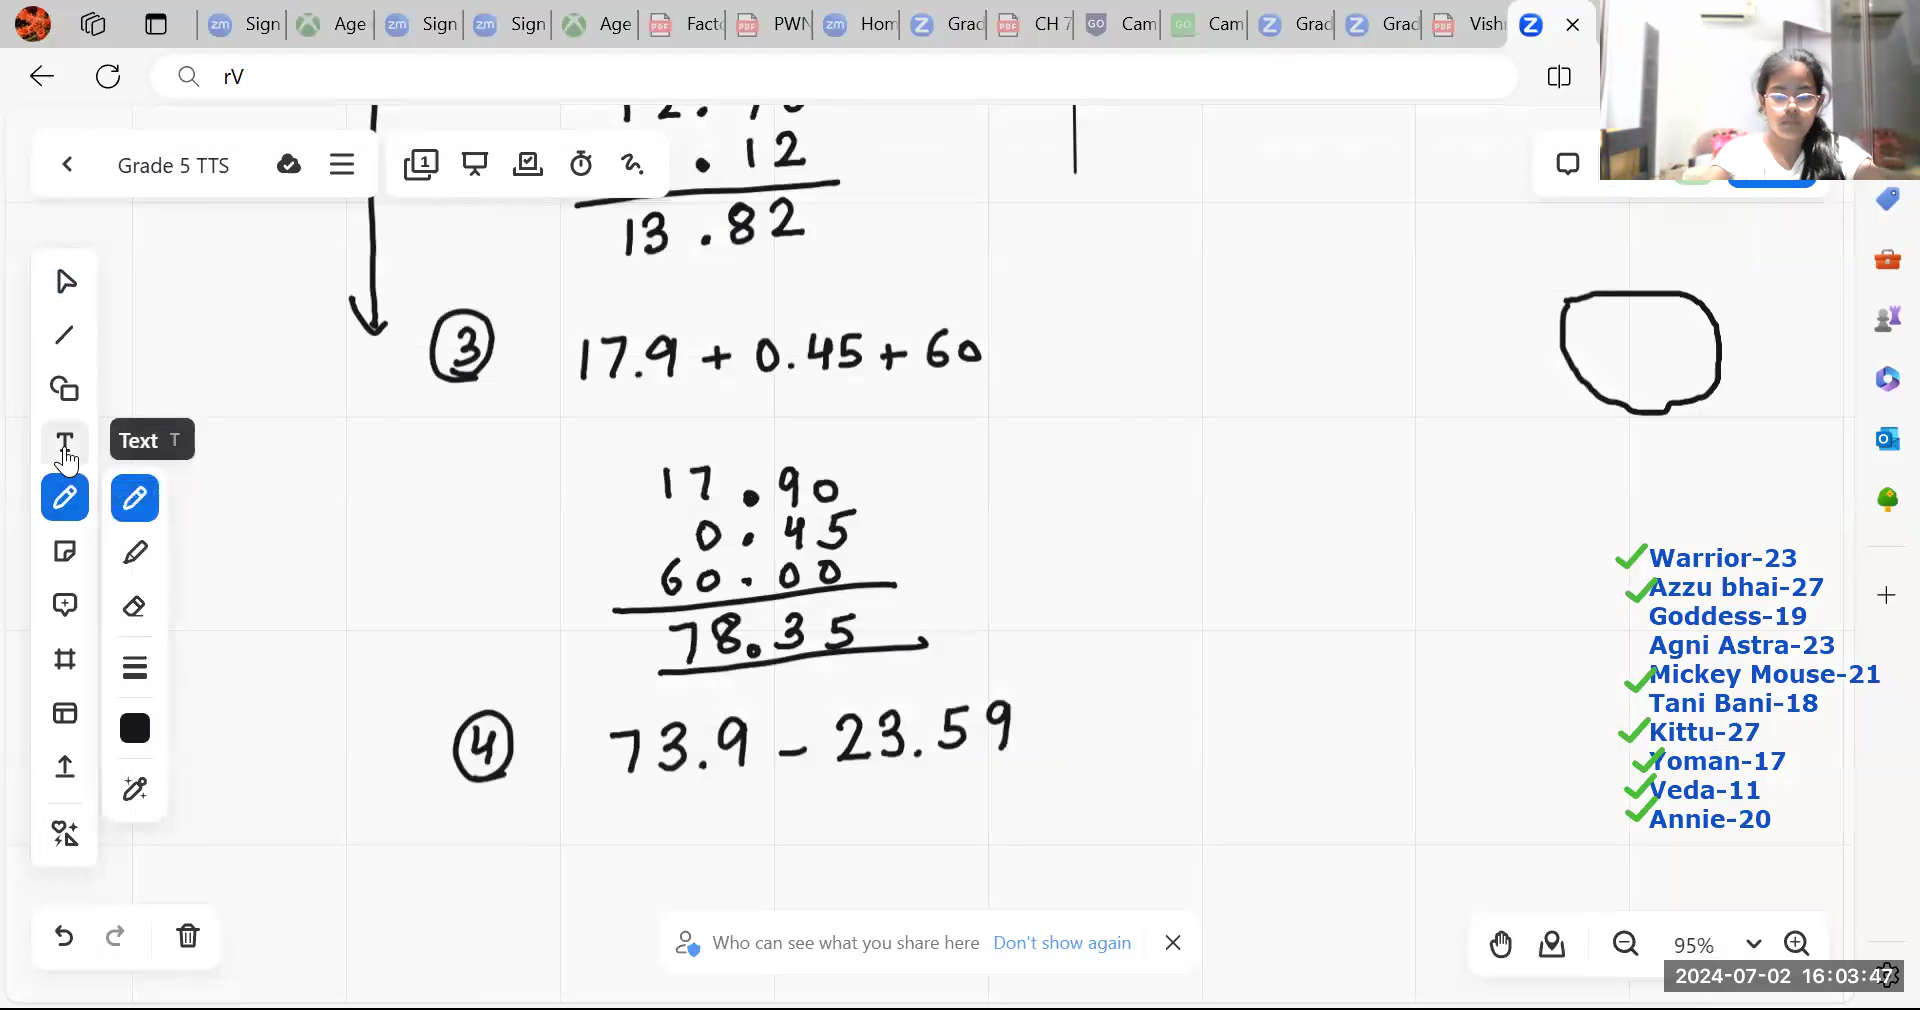 Sign
Age
Sign
Sign
Age
Fact
PWN
Hom
Grad
CH 7
Cam
Cam
Grad
Grad
Vish
rV
Grade 5 TTS
1
.12
13.82
3
17.9 + 0.45 + 60
Text T
17.90
0.45
60.00
78.35
4
73.9 - 23.59
Warrior-23
Azzu bhai-27
Goddess-19
Agni Astra-23
Mickey Mouse-21
Tani Bani-18
Kittu-27
Yoman-17
Veda-11
Annie-20
Who can see what you share here Don't show again
95%
2024-07-02 16:03:47